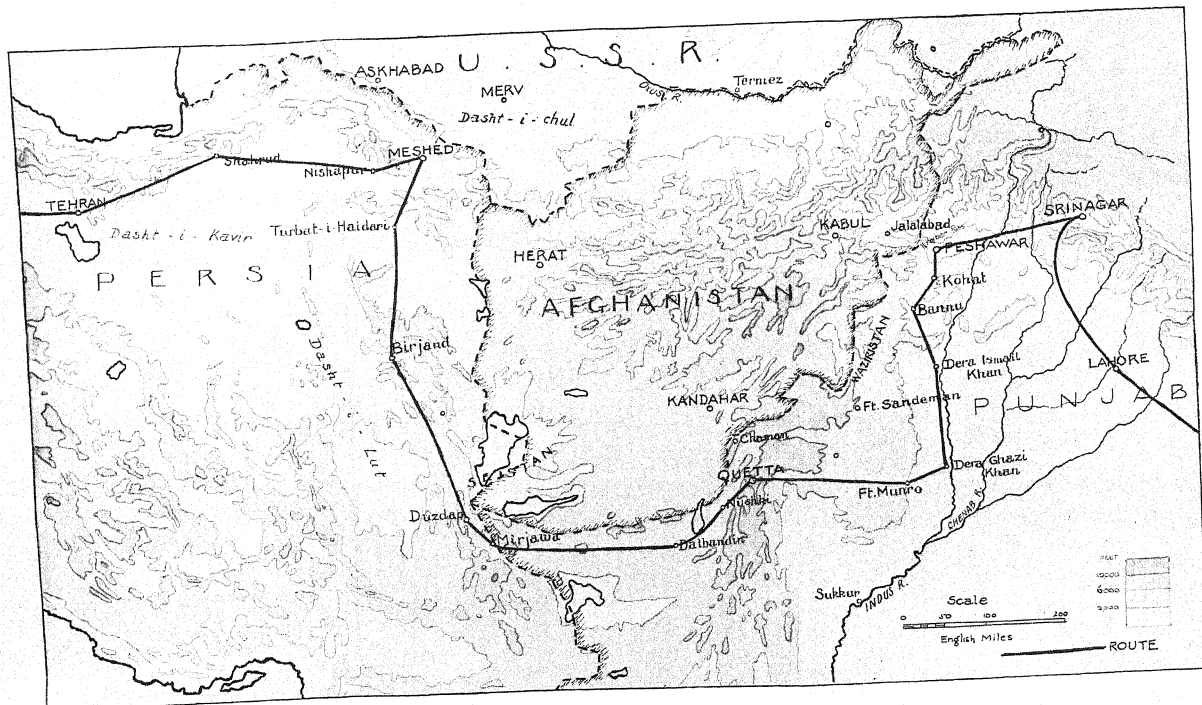 U. S. S. R.
ASKHABAD
MERV
Dasht-i-chul
Oxus R.
Termez
MESHED
Shahrud
Nishapur
TEHRAN
Dasht-i-Kavir
Turbat-i-Haidari
PERSIA
HERAT
KABUL
Jalalabad
SRINAGAR
PESHAWAR
AFGHANISTAN
Kohat
Bannu
WAZIRISTAN
Birjand
Dasht-i-Lut
Dera Ismail
Khan
LAHORE
KANDAHAR
Ft. Sandeman
PUNJAB
Chaman
SEISTAN
QUETTA
Dera Ghazi
Khan
Ft. Munro
Nushki
Duzdap
Mirjawa
Dalbandin
CHENAB R.
Sukkur
INDUS R.
FEET
10000
6000
2000
Scale
0 50 100 200
English Miles
ROUTE